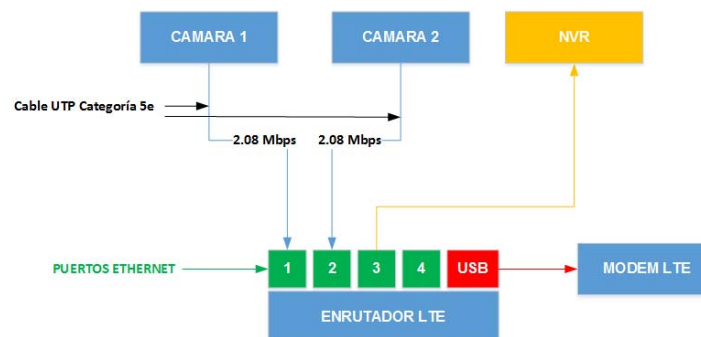 CAMARA 1
CAMARA 2
NVR
Cable UTP Categoría 5e
2.08 Mbps
2.08 Mbps
PUERTOS ETHERNET
1
2
3
4
USB
MODEM LTE
ENRUTADOR LTE